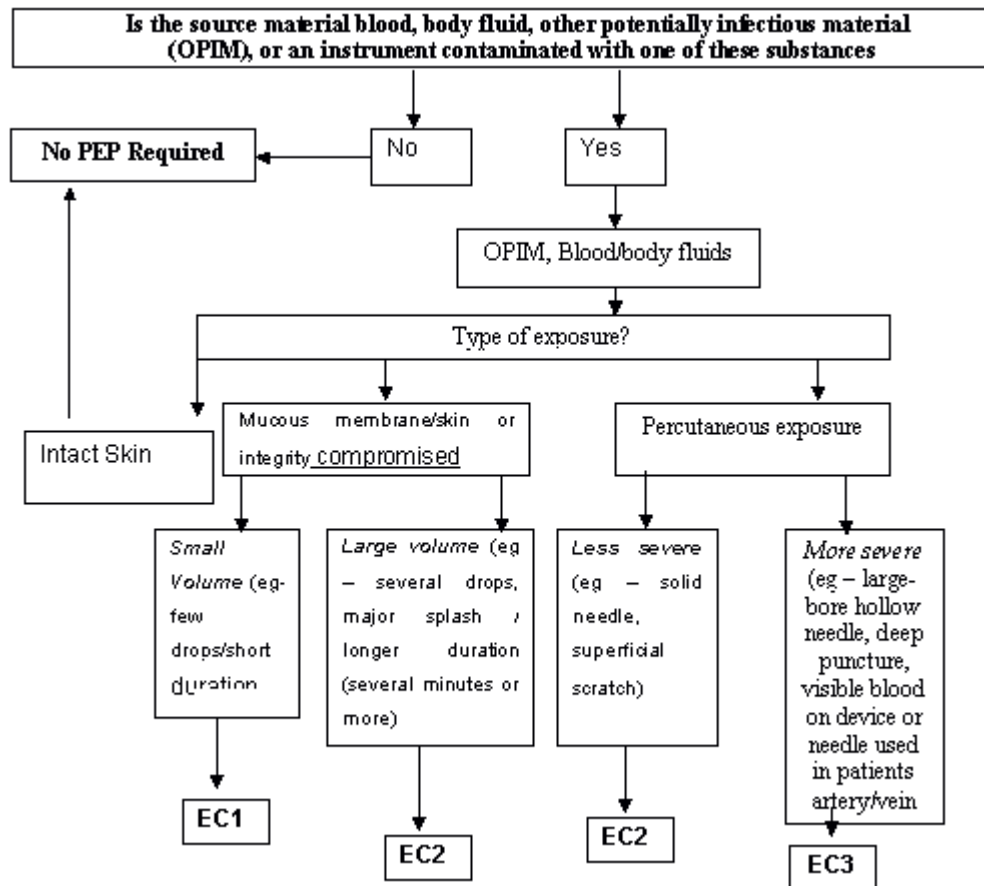 Is the source material blood, body fluid, other potentially infectious material
(OPIM), or an instrument contaminated with one of these substances
No PEP Required
No
Yes
OPIM, Blood/body fluids
Type of exposure?
Intact Skin
Mucous membrane/skin or
integrity compromised
Percutaneous exposure
Small
Volume (eg-
few
drops/short
duration
Large volume (eg
– several drops,
major splash /
longer duration
(several minutes or
more)
Less severe
(eg – solid
needle,
superficial
scratch)
More severe
(eg – large-
bore hollow
needle, deep
puncture,
visible blood
on device or
needle used
in patients
artery/vein
EC1
EC2
EC2
EC3